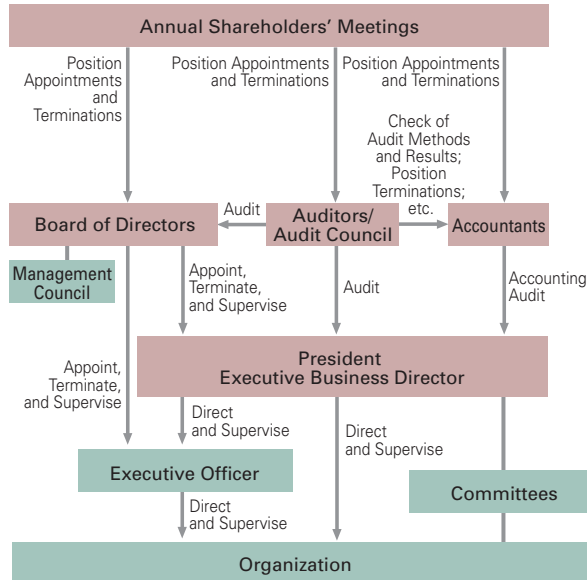 Annual Shareholders' Meetings
Position
Appointments
and
Terminations
Position Appointments
and Terminations
Position Appointments
and Terminations
Check of
Audit Methods
and Results;
Position
Terminations;
etc.
Board of Directors
Audit
Auditors/
Audit Council
Accountants
Management
Council
Appoint,
Terminate,
and Supervise
Audit
Accounting
Audit
President
Executive Business Director
Appoint,
Terminate,
and Supervise
Direct
and Supervise
Direct
and Supervise
Executive Officer
Committees
Direct
and Supervise
Organization